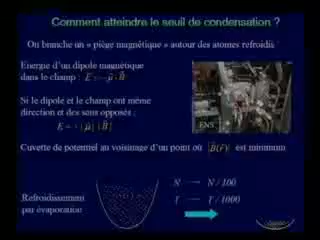 Comment atteindre le seuil de condensation ?
On branche un « piège magnétique » autour des atomes refroidis
Energie d'un dipole magnétique
dans le champ : E = -μ · B
Si le dipole et le champ ont même
direction et des sens opposés :
E = + |μ| |B|
ENS
Cuvette de potentiel au voisinage d'un point où |B(r)| est minimum
N → N / 100
T → T / 1000
Refroidissement
par évaporation